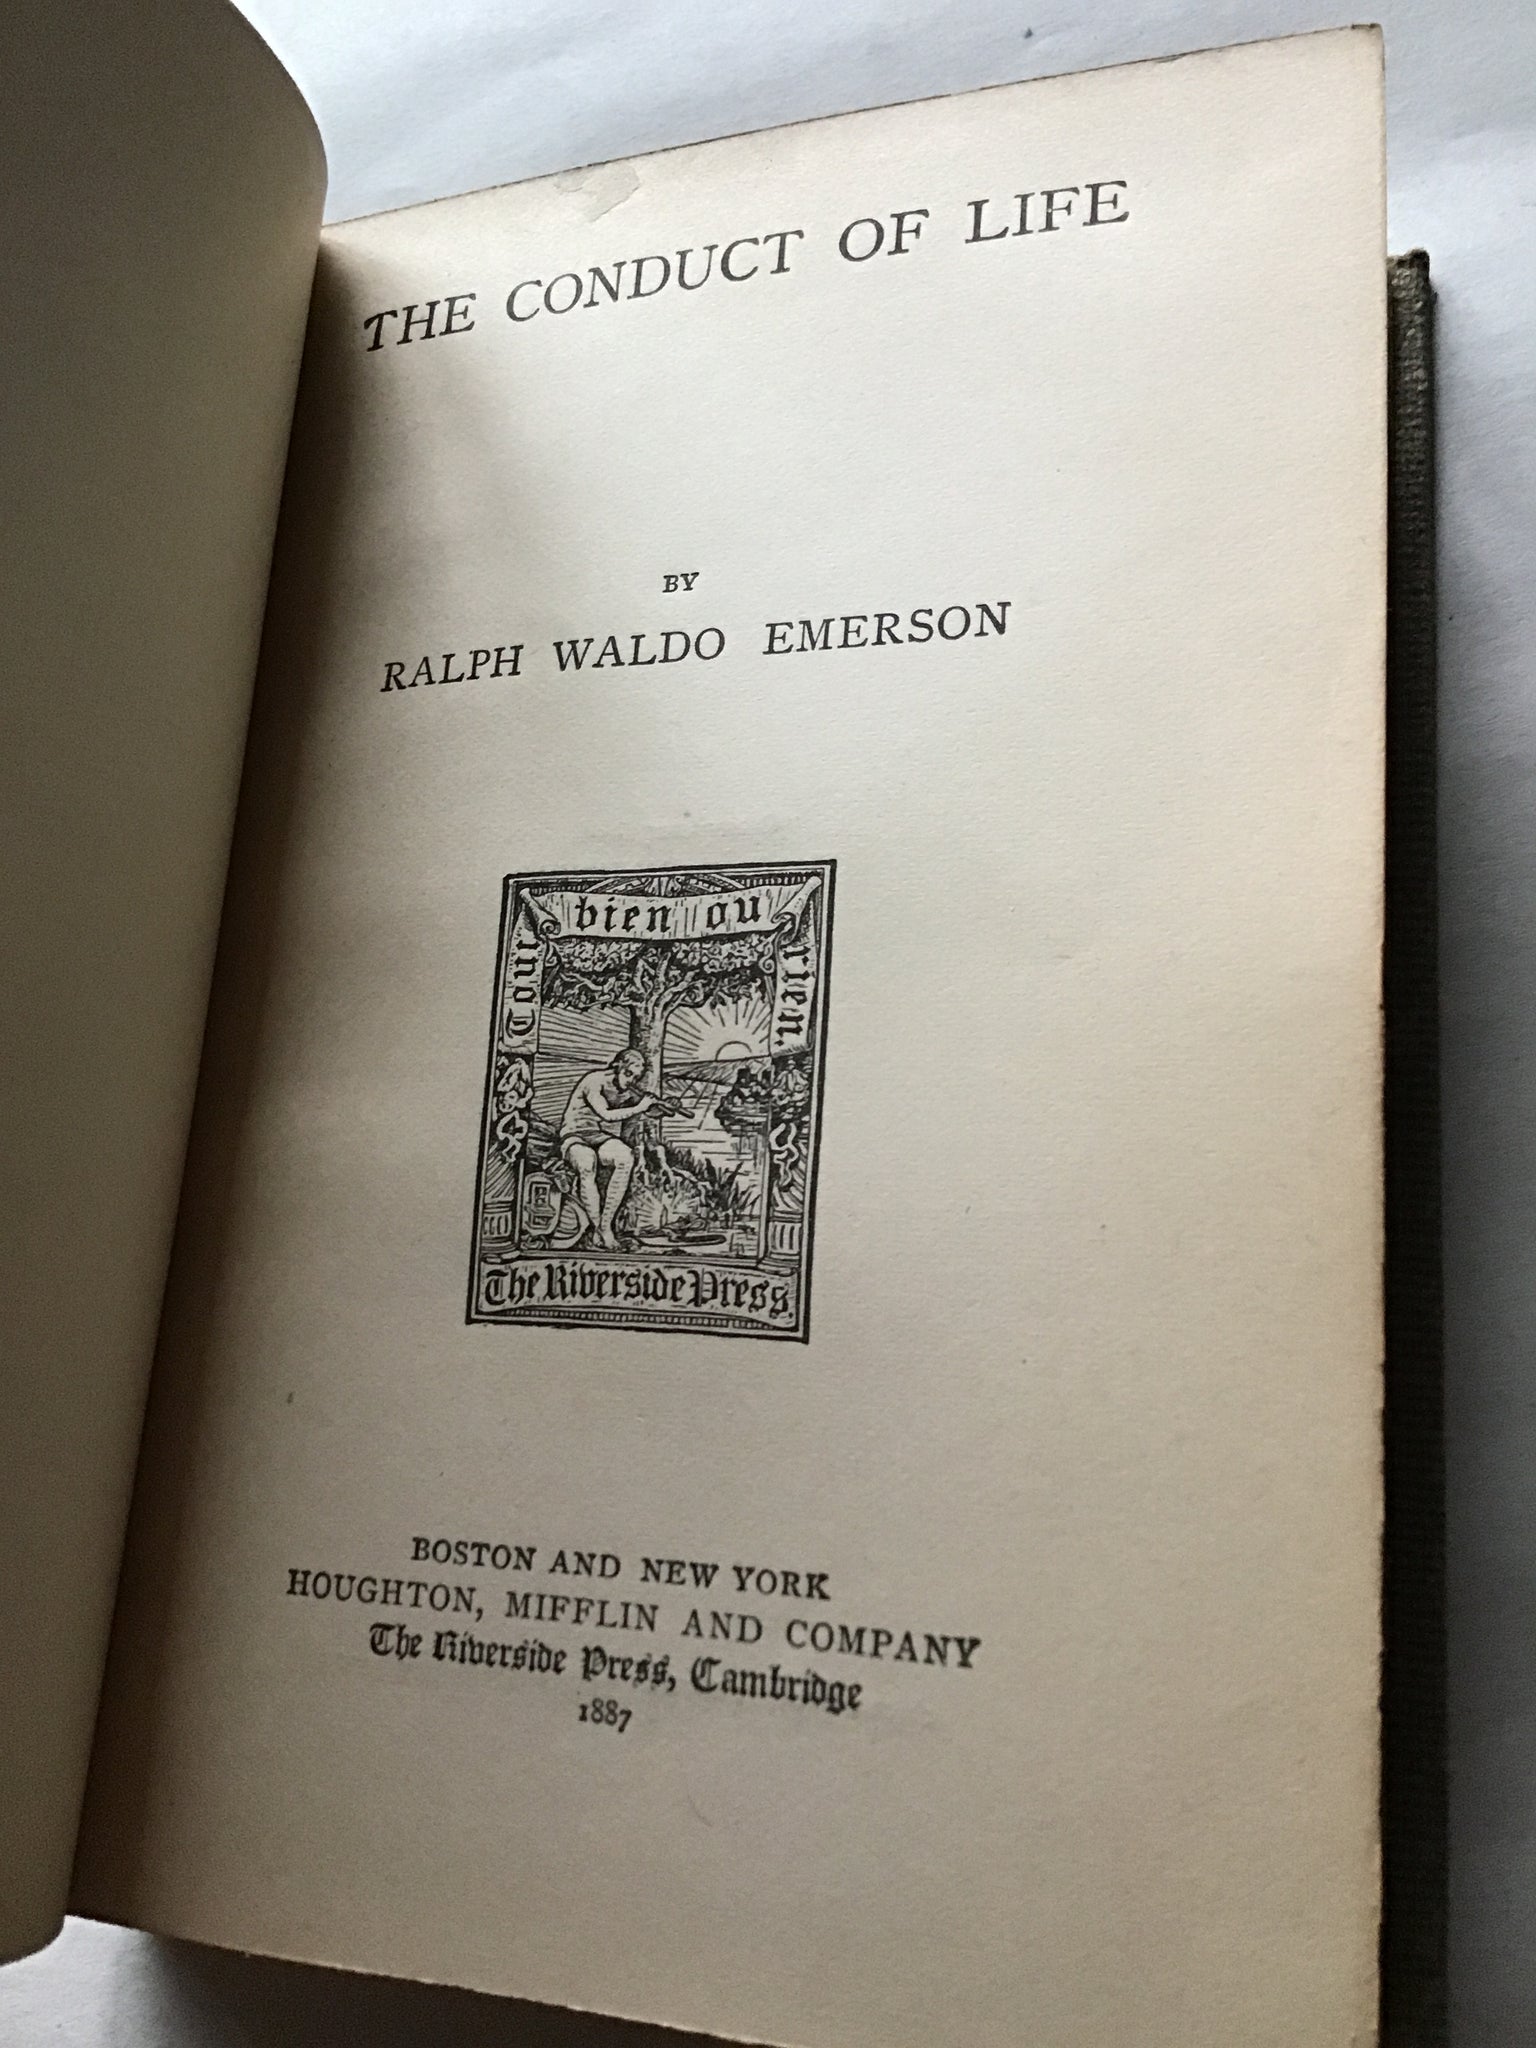 THE CONDUCT OF LIFE
BY
RALPH WALDO EMERSON
Tout bien ou rien.
The Riverside Press.
BOSTON AND NEW YORK
HOUGHTON, MIFFLIN AND COMPANY
The Riverside Press, Cambridge
1887